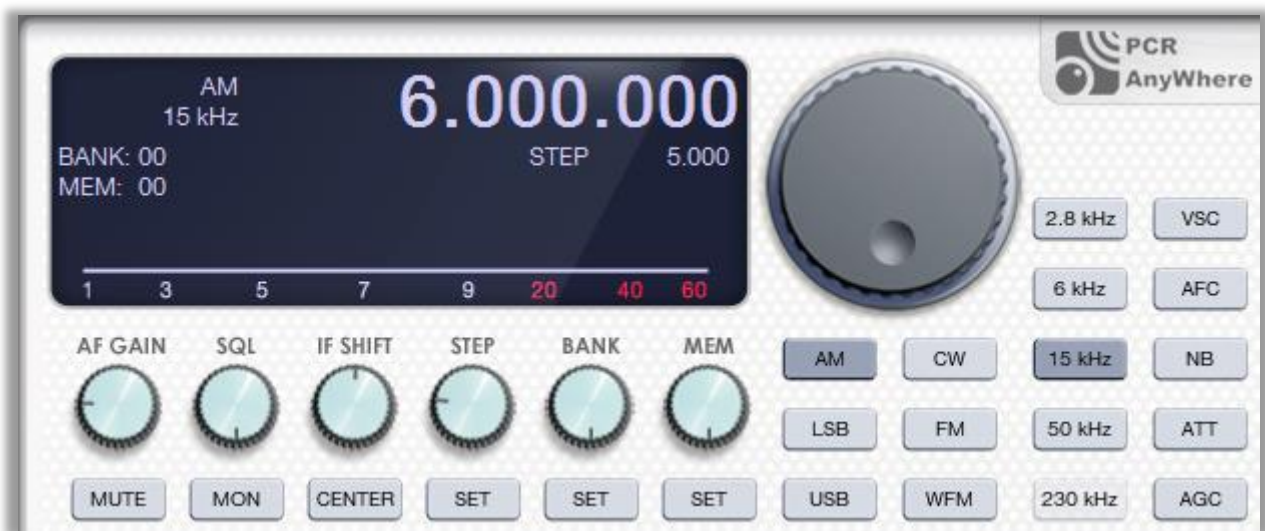 PCR
AnyWhere
AM
15 kHz
6.000.000
BANK: 00
STEP 5.000
MEM: 00
1 3 5 7 9 20 40 60
2.8 kHz VSC
6 kHz AFC
AF GAIN SQL IF SHIFT STEP BANK MEM
AM CW 15 kHz NB
LSB FM 50 kHz ATT
MUTE MON CENTER SET SET SET USB WFM 230 kHz AGC